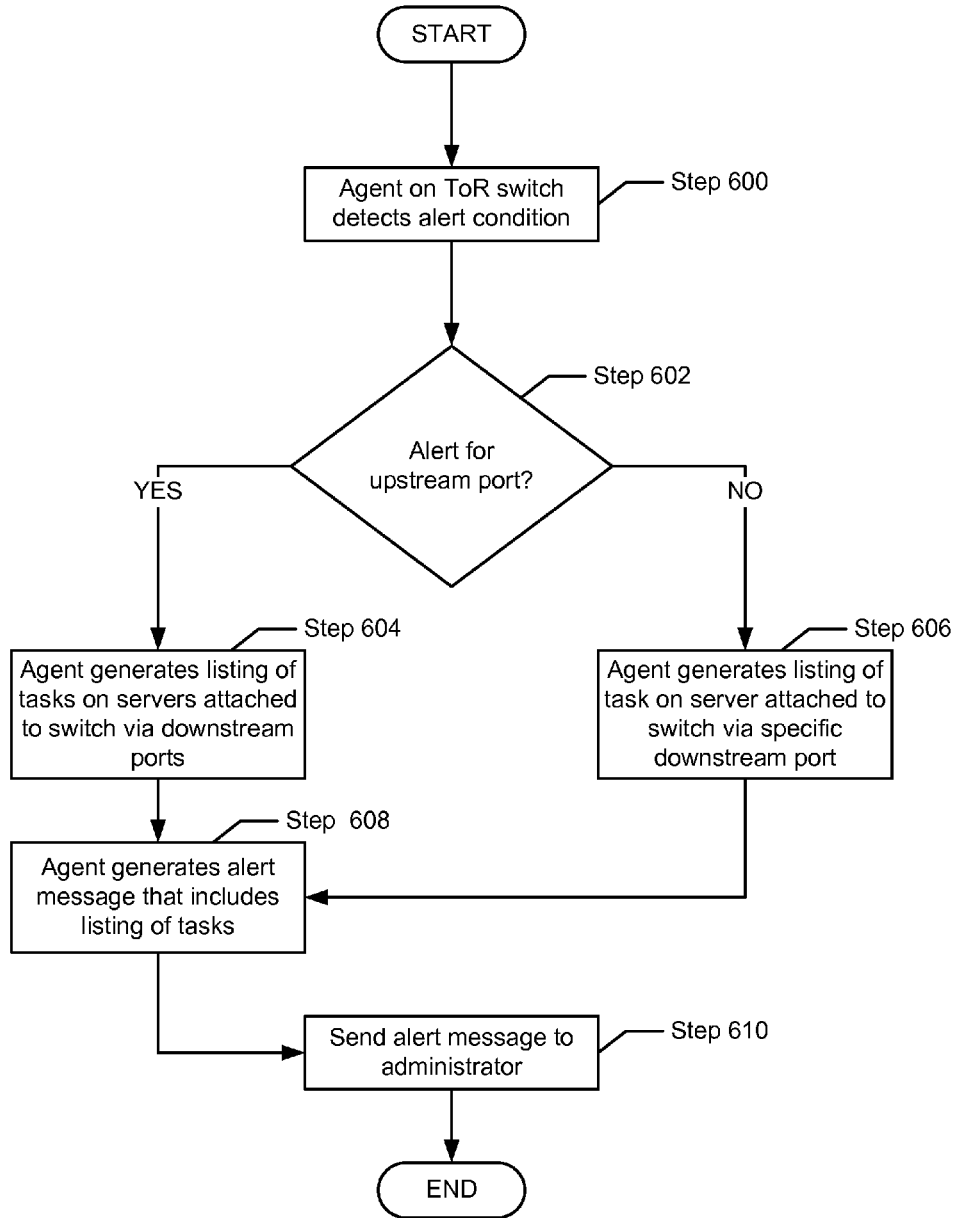 START
Agent on ToR switch
detects alert condition
Step 600
Step 602
Alert for
upstream port?
YES
NO
Step 604
Agent generates listing of
tasks on servers attached
to switch via downstream
ports
Step 606
Agent generates listing of
task on server attached to
switch via specific
downstream port
Step 608
Agent generates alert
message that includes
listing of tasks
Send alert message to
administrator
Step 610
END